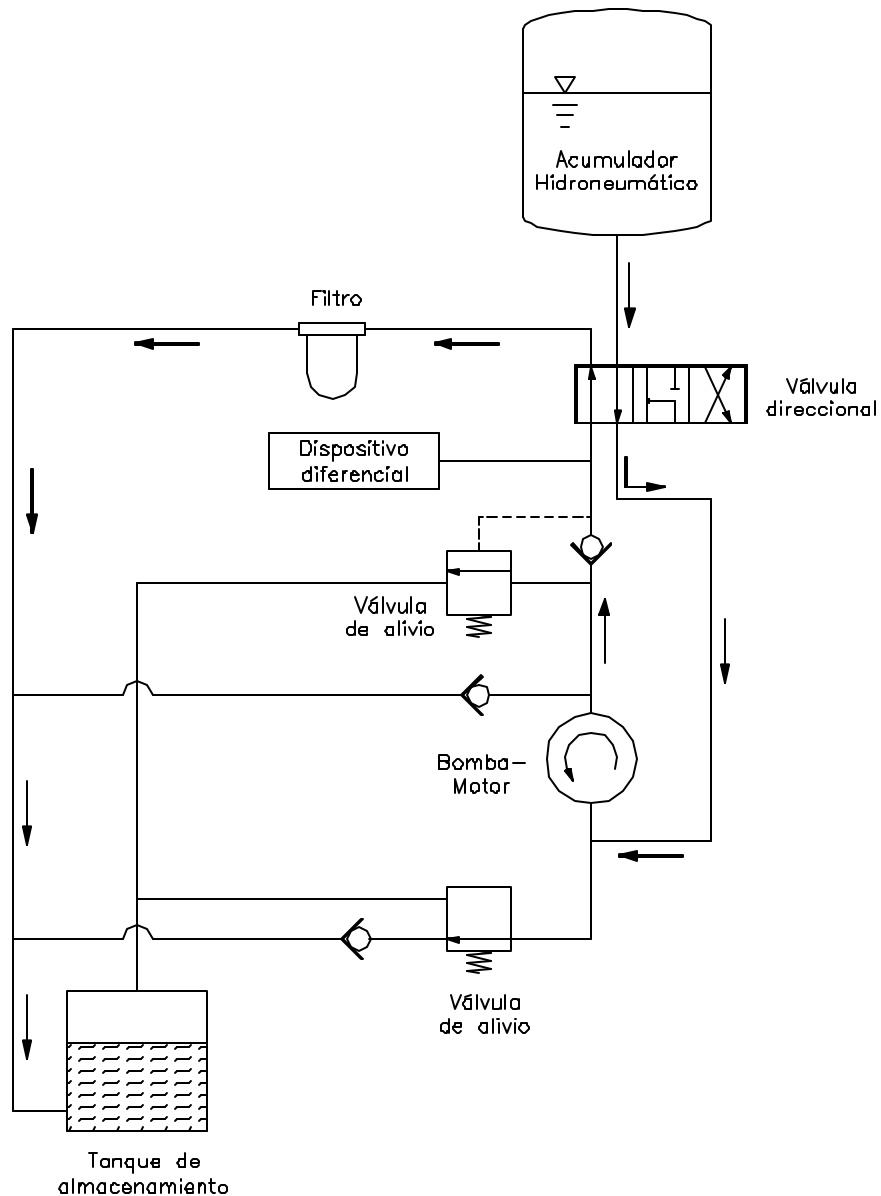 Acumulador
Hidroneumático
Filtro
Válvula
direccional
Dispositivo
diferencial
Válvula
de alivio
Bomba-
Motor
Válvula
de alivio
Tanque de
almacenamiento